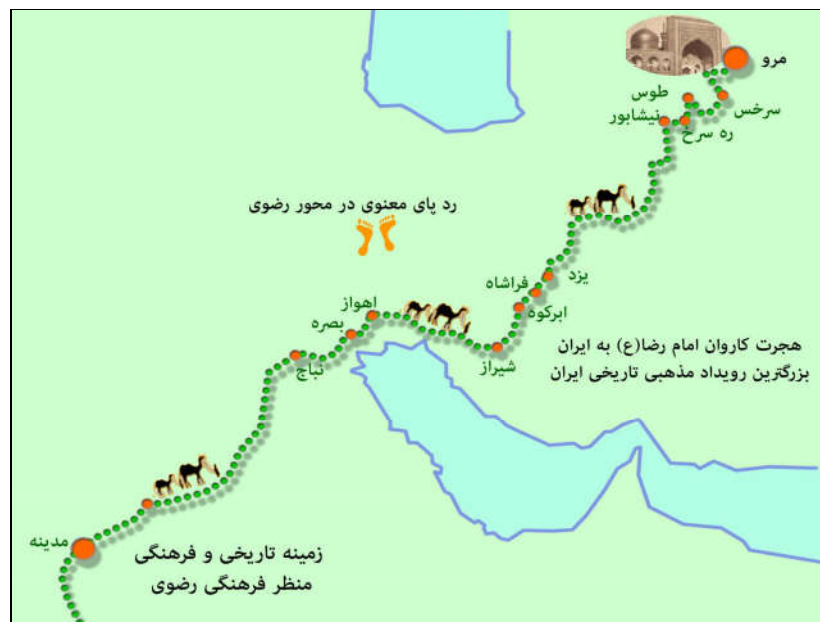 مرو
طوس
سرخس
نیشابور
ره سرخ
رد پای معنوی در محور رضوی
یزد
فراشاه
ابرکوه
اهواز
بصره
شیراز
نباج
هجرت کاروان امام رضا(ع) به ایران
بزرگترین رویداد مذهبی تاریخی ایران
مدینه
زمینه تاریخی و فرهنگی
منظر فرهنگی رضوی